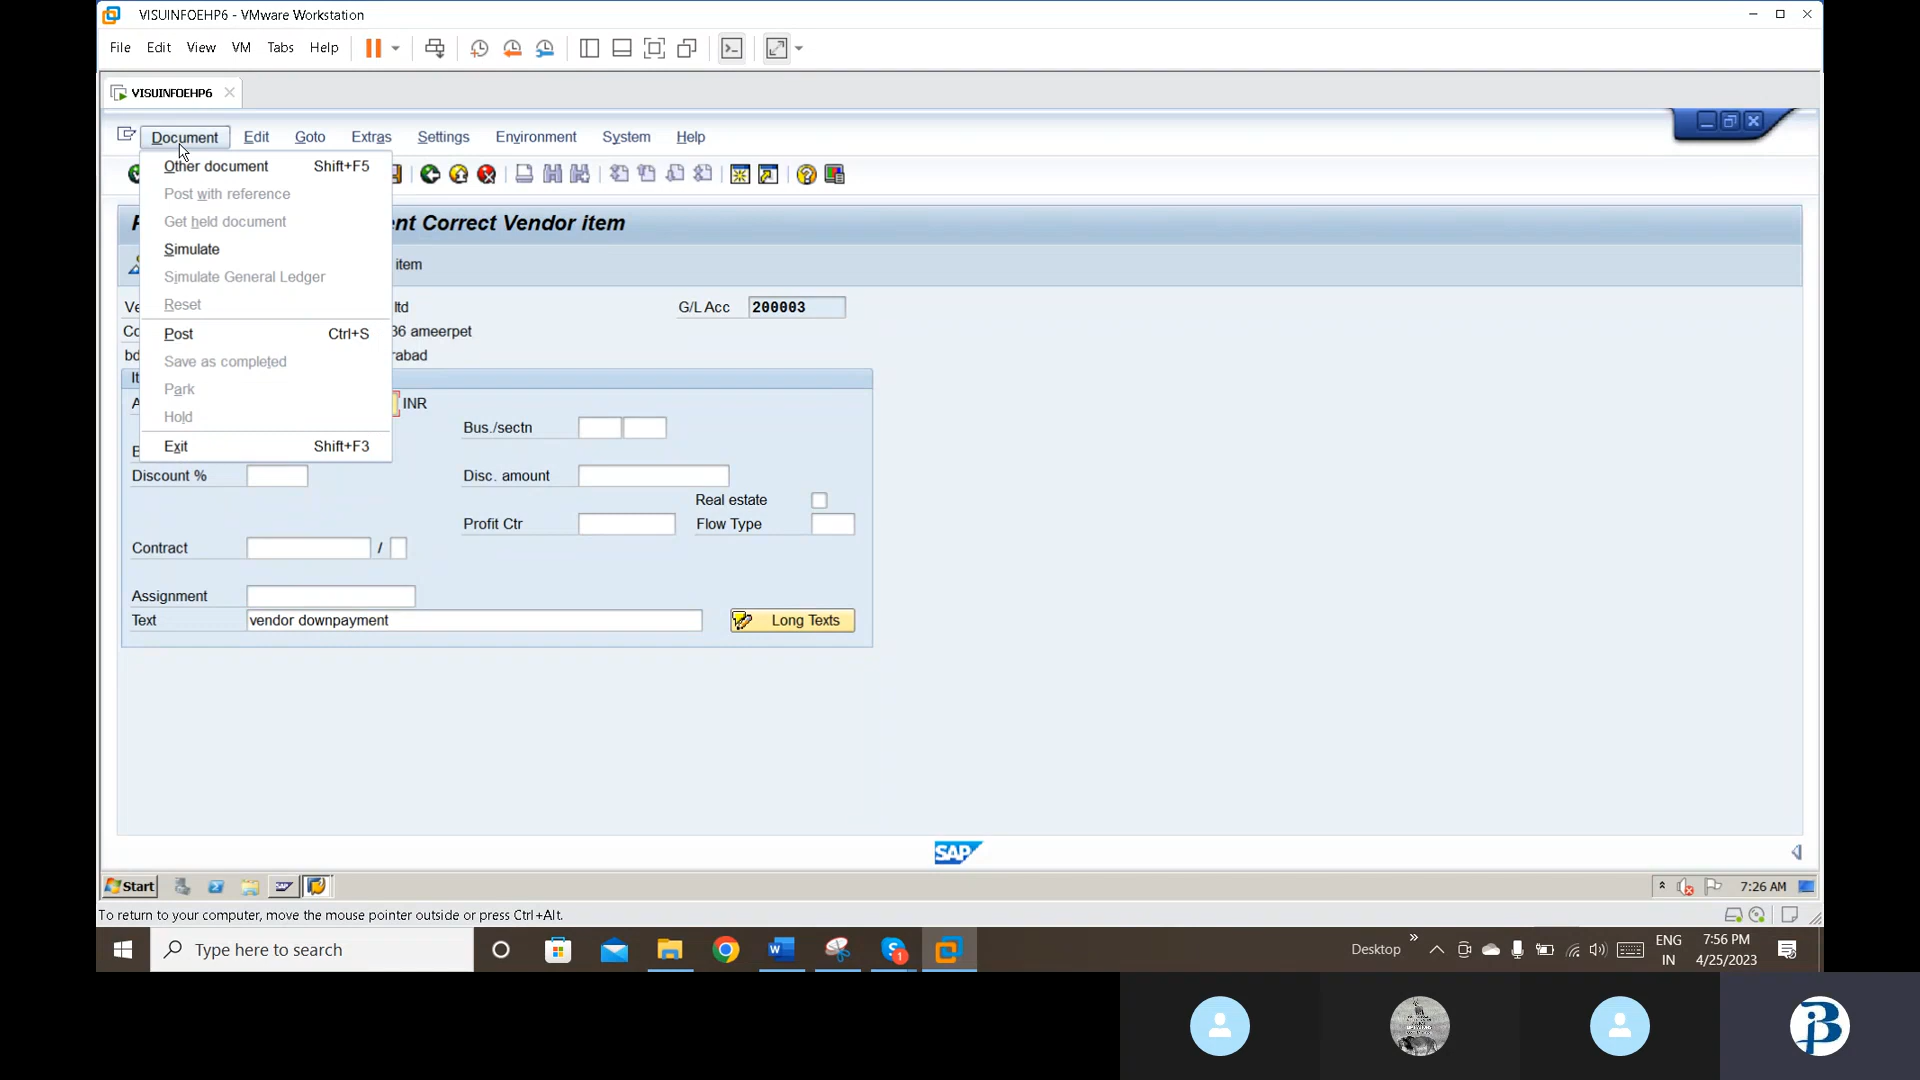 VISUINFOEHP6 - VMware Workstation
File Edit View VM Tabs Help
VISUINFOEHP6
Document Edit Goto Extras Settings Environment System Help
Other document Shift+F5
Post with reference
Get held document
Simulate
Simulate General Ledger
Reset
Post Ctrl+S
Save as completed
Park
Hold
Exit Shift+F3
P ent Correct Vendor item
item
Ve ltd G/L Acc 200003
Co 36 ameerpet
bd rabad
It
A INR
Bus./sectn
B
Discount % Disc. amount
Real estate
Profit Ctr Flow Type
Contract /
Assignment
Text vendor downpayment Long Texts
SAP
Start 7:26 AM
To return to your computer, move the mouse pointer outside or press Ctrl+Alt.
Type here to search Desktop ENG 7:56 PM
IN 4/25/2023